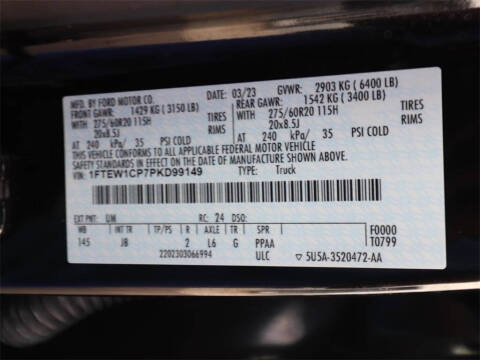 MFD. BY FORD MOTOR CO.
DATE: 03/23 GVWR: 2903 KG (6400 LB)
FRONT GAWR: 1429 KG (3150 LB)
REAR GAWR: 1542 KG (3400 LB)
WITH 275/60R20 115H TIRES
20x8.5J RIMS
AT 240 kPa/ 35 PSI COLD
WITH 275/60R20 115H TIRES
20x8.5J RIMS
AT 240 kPa/ 35 PSI COLD
THIS VEHICLE CONFORMS TO ALL APPLICABLE FEDERAL MOTOR VEHICLE
SAFETY STANDARDS IN EFFECT ON THE DATE OF MANUFACTURE SHOWN ABOVE.
VIN: 1FTEW1CP7PKD99149 TYPE: Truck
EXT PNT: UM RC: 24 DSO:
WB INT TR TP/PS R AXLE TR SPR F0000
145 JB 2 L6 G PPAA T0799
2202303066994 ULC ▽ 5U5A-3520472-AA